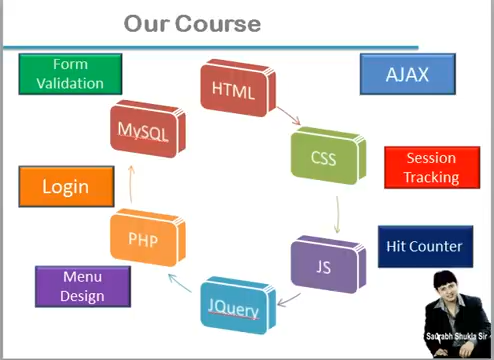 Our Course
Form
Validation
HTML
AJAX
MySQL
CSS
Session
Tracking
Login
PHP
JS
Hit Counter
Menu
Design
JQuery
Saurabh Shukla Sir